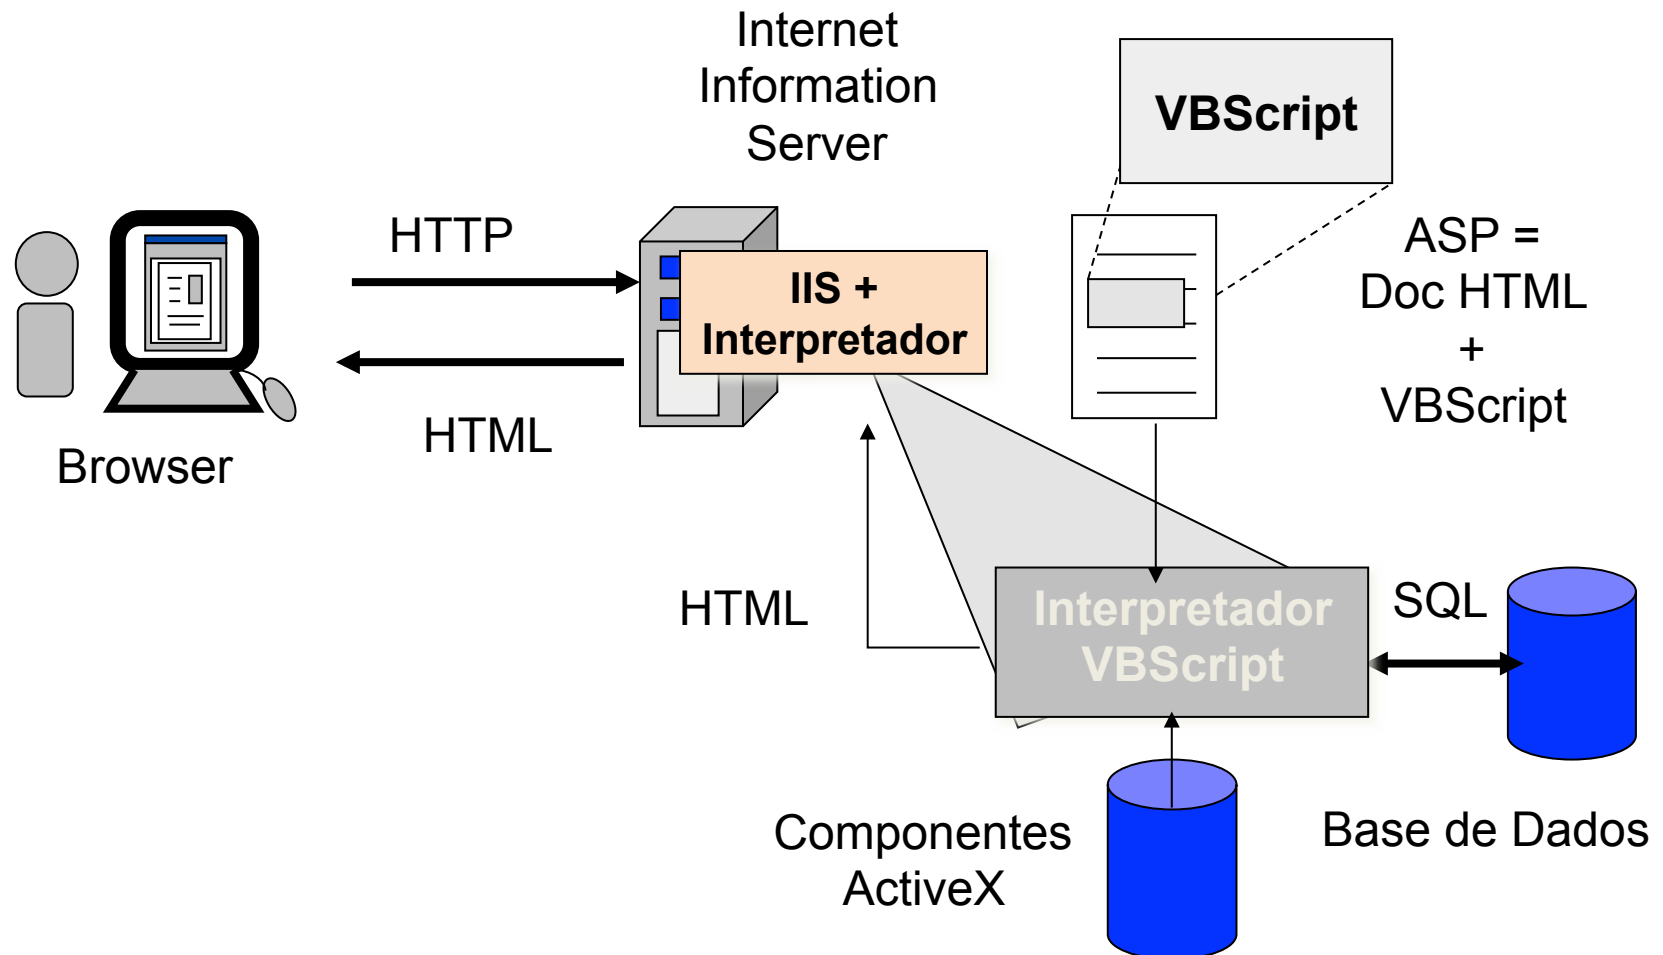 Internet
Information
Server
VBScript
HTTP
IIS +
Interpretador
ASP =
Doc HTML
+
VBScript
HTML
Browser
HTML
Interpretador
VBScript
SQL
Componentes
ActiveX
Base de Dados